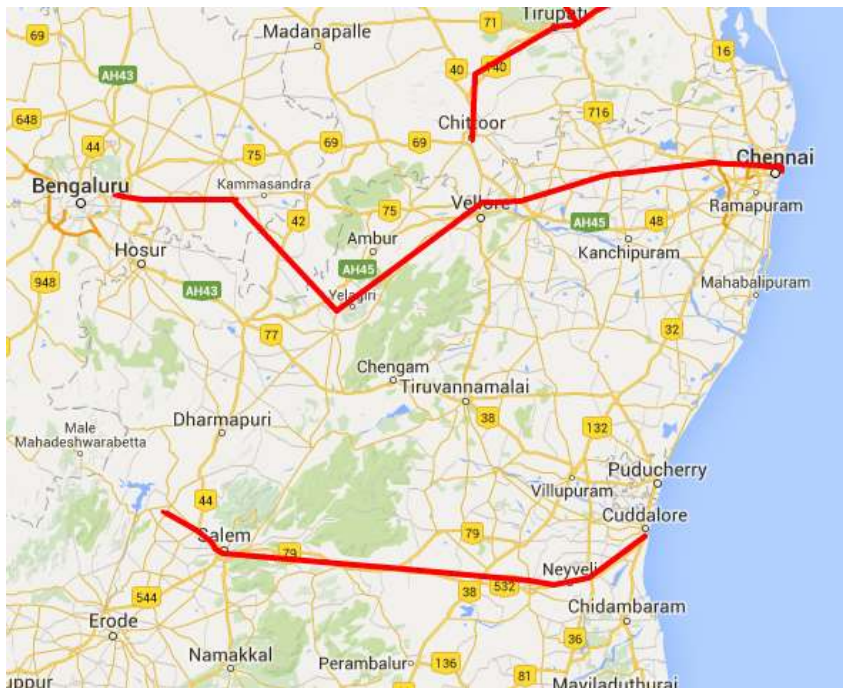 71
Tirupati
69
Madanapalle
16
40
140
AH43
648
716
Chittoor
44
69
69
75
Chennai
Bengaluru
Kammasandra
Ramapuram
75
Vellore
42
AH45
48
Ambur
Hosur
Kanchipuram
AH45
948
Mahabalipuram
AH43
Yelagiri
77
32
Chengam
Tiruvannamalai
Dharmapuri
38
132
Male
Mahadeshwarabetta
Puducherry
Villupuram
44
Cuddalore
Salem
79
79
Neyveli
532
38
544
Chidambaram
Erode
36
Namakkal
Perambalur
136
81
Mayiladuthurai